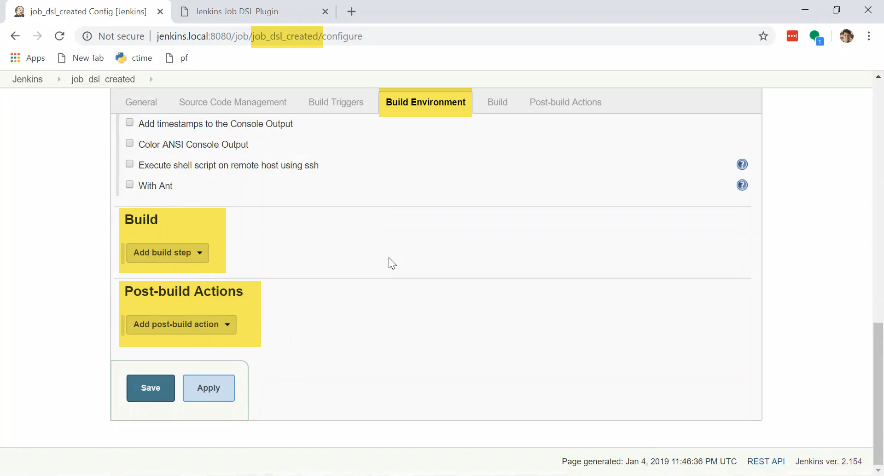 job_dsl_created Config [Jenkins]
Jenkins Job DSL Plugin
Not secure | jenkins.local:8080/job/job_dsl_created/configure
Apps New Tab ctime pf
Jenkins job_dsl_created
General Source Code Management Build Triggers Build Environment Build Post-build Actions
Add timestamps to the Console Output
Color ANSI Console Output
Execute shell script on remote host using ssh
With Ant
Build
Add build step
Post-build Actions
Add post-build action
Save Apply
Page generated: Jan 4, 2019 11:46:36 PM UTC REST API Jenkins ver. 2.154